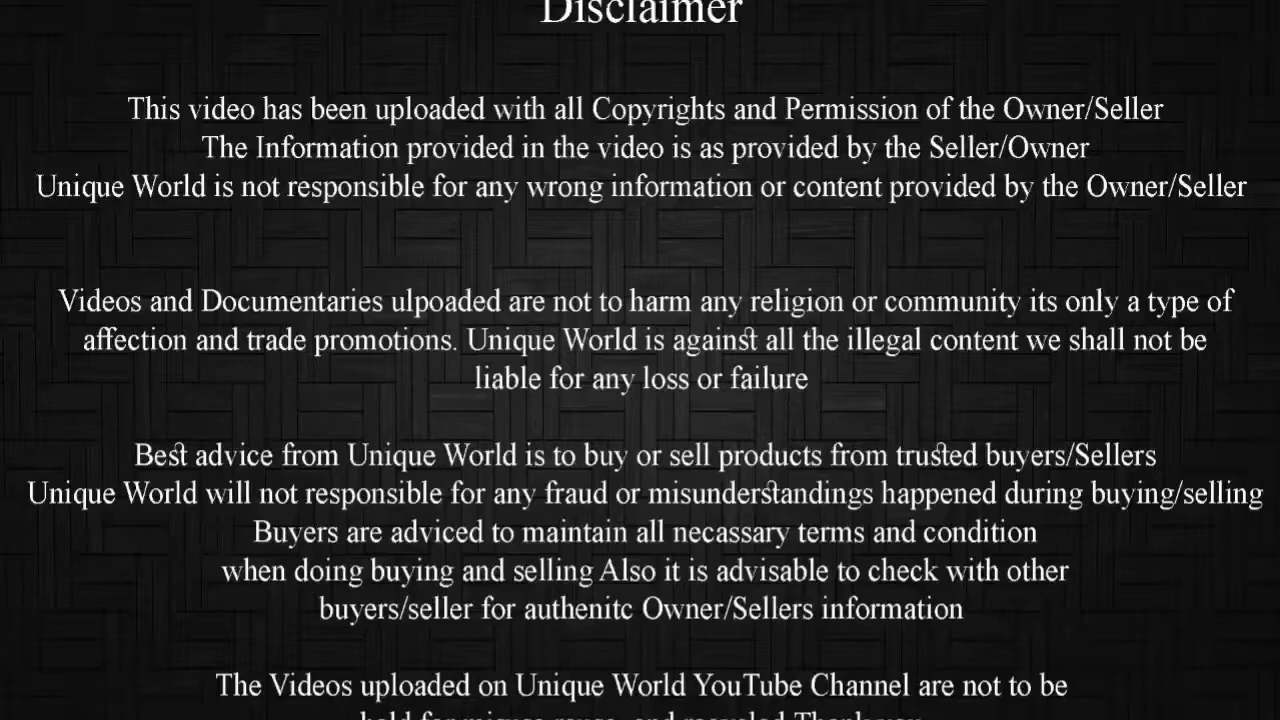 Disclaimer
This video has been uploaded with all Copyrights and Permission of the Owner/Seller
The Information provided in the video is as provided by the Seller/Owner
Unique World is not responsible for any wrong information or content provided by the Owner/Seller
Videos and Documentaries ulpoaded are not to harm any religion or community its only a type of
affection and trade promotions. Unique World is against all the illegal content we shall not be
liable for any loss or failure
Best advice from Unique World is to buy or sell products from trusted buyers/Sellers
Unique World will not responsible for any fraud or misunderstandings happened during buying/selling
Buyers are adviced to maintain all necassary terms and condition
when doing buying and selling Also it is advisable to check with other
buyers/seller for authenitc Owner/Sellers information
The Videos uploaded on Unique World YouTube Channel are not to be